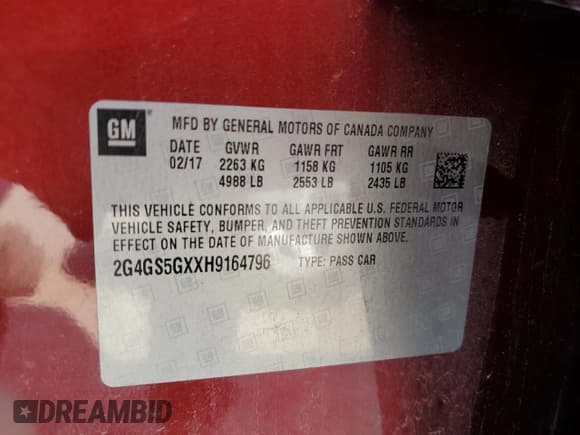 GM
MFD BY GENERAL MOTORS OF CANADA COMPANY
DATE GVWR GAWR FRT GAWR RR
02/17 2263 KG 1158 KG 1105 KG
4988 LB 2553 LB 2435 LB
THIS VEHICLE CONFORMS TO ALL APPLICABLE U.S. FEDERAL MOTOR
VEHICLE SAFETY, BUMPER, AND THEFT PREVENTION STANDARDS IN
EFFECT ON THE DATE OF MANUFACTURE SHOWN ABOVE.
2G4GS5GXXH9164796 TYPE: PASS CAR
DREAMBID